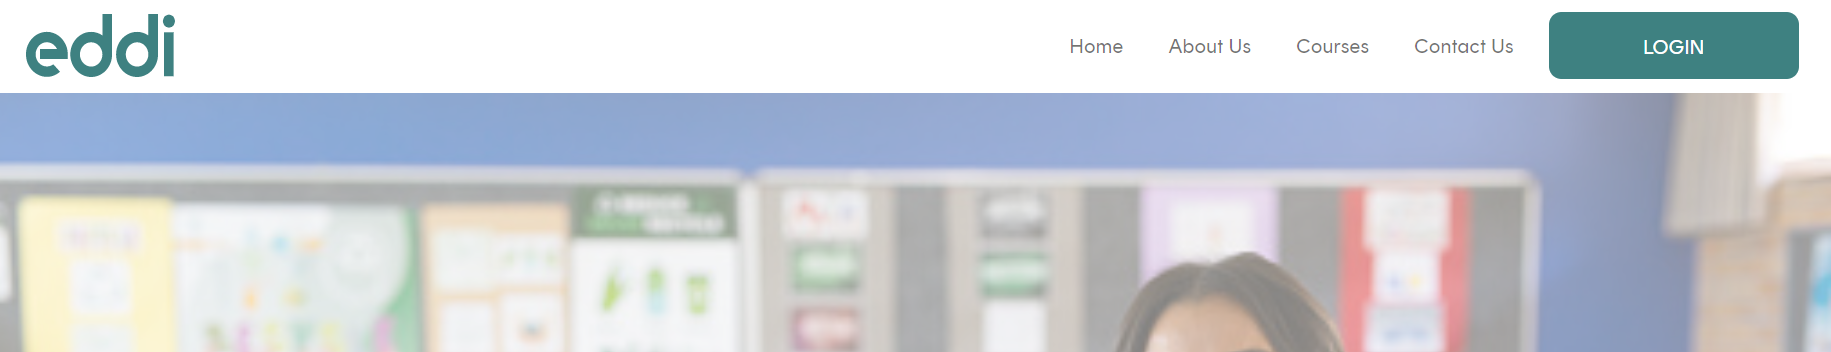 eddi
Home
About Us
Courses
Contact Us
LOGIN